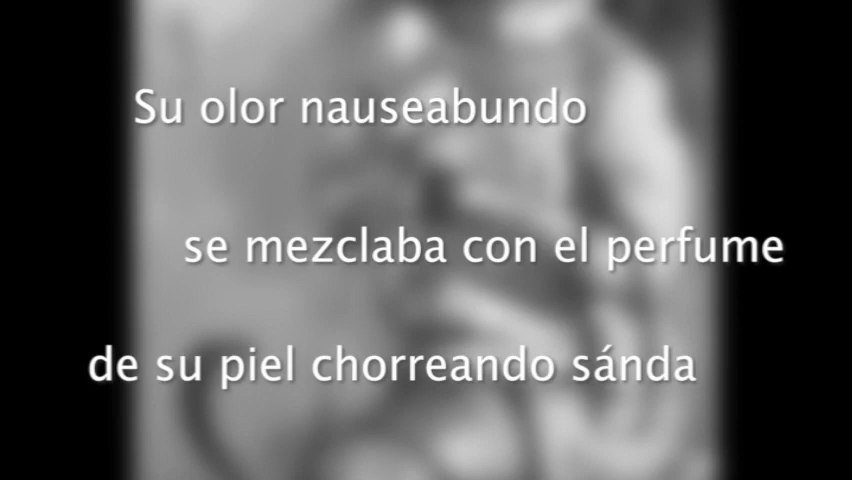 Su olor nauseabundo
se mezclaba con el perfume
de su piel chorreando sánda